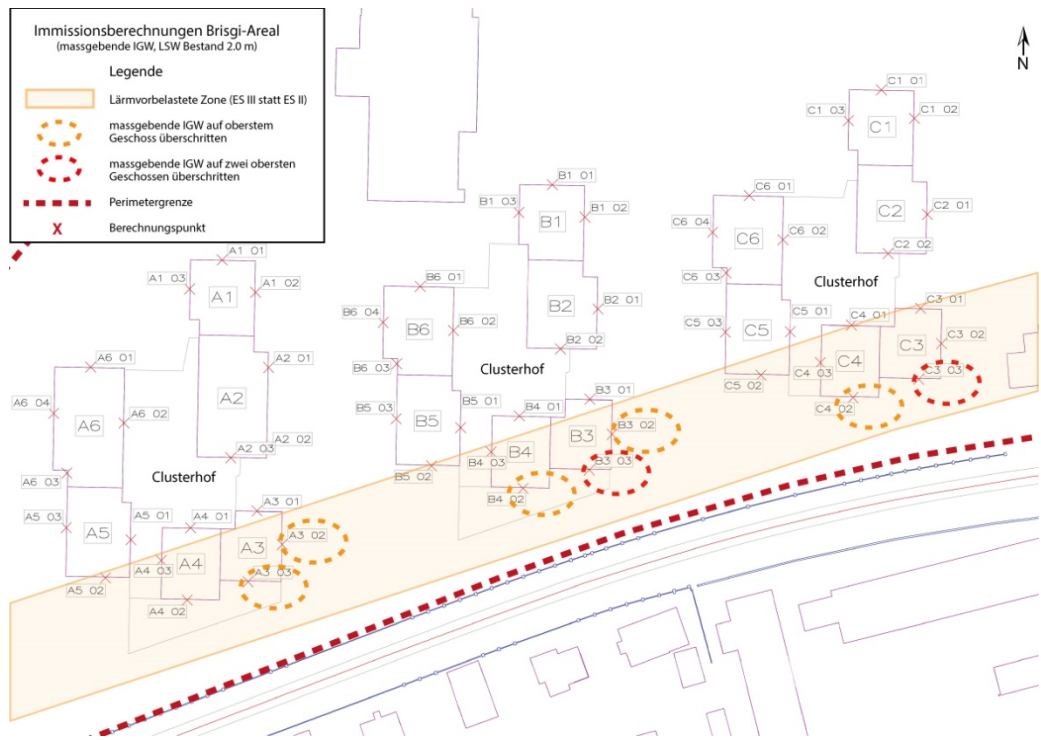 Immissionsberechnungen Brisgi-Areal
(massgebende IGW, LSW Bestand 2.0 m)
Legende
Lärmvorbelastete Zone (ES III statt ES II)
massgebende IGW auf oberstem
Geschoss überschritten
massgebende IGW auf zwei obersten
Geschossen überschritten
Perimetergrenze
X Berechnungspunkt
N
A1 01
A1 03
A1 02
A1
A2 01
A2
A2 02
A2 03
A6 01
A6 04
A6 02
A6
A6 03
Clusterhof
A5 03
A5 01
A5
A5 02
A4 01
A4 03
A4
A4 02
A3 01
A3 02
A3
A3 03
B1 01
B1 03
B1 02
B1
B2 01
B2
B2 02
B6 01
B6 04
B6 02
B6
B6 03
Clusterhof
B5 03
B5 01
B5
B5 02
B4 01
B4 03
B4
B4 02
B3 01
B3 02
B3
B3 03
C1 01
C1 03
C1 02
C1
C2 01
C2
C2 02
C6 01
C6 04
C6 02
C6
C6 03
Clusterhof
C5 03
C5 01
C5
C5 02
C4 01
C4 03
C4
C4 02
C3 01
C3 02
C3
C3 03